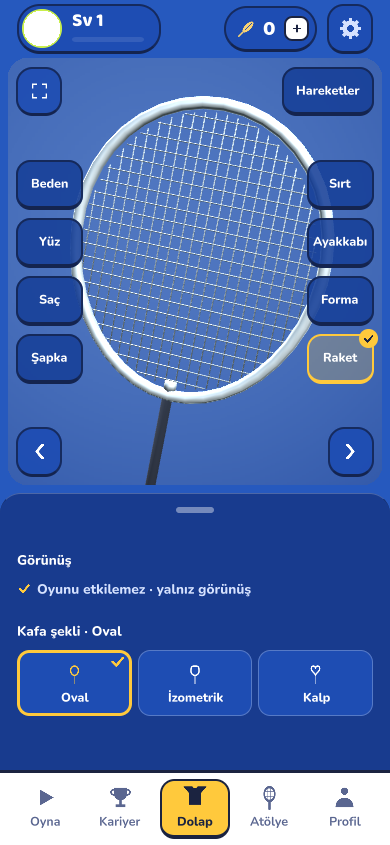 Sv 1
0
+
Hareketler
Beden
Sırt
Yüz
Ayakkabı
Saç
Forma
Şapka
Raket
Görünüş
Oyunu etkilemez · yalnız görünüş
Kafa şekli · Oval
Oval
İzometrik
Kalp
Oyna
Kariyer
Dolap
Atölye
Profil